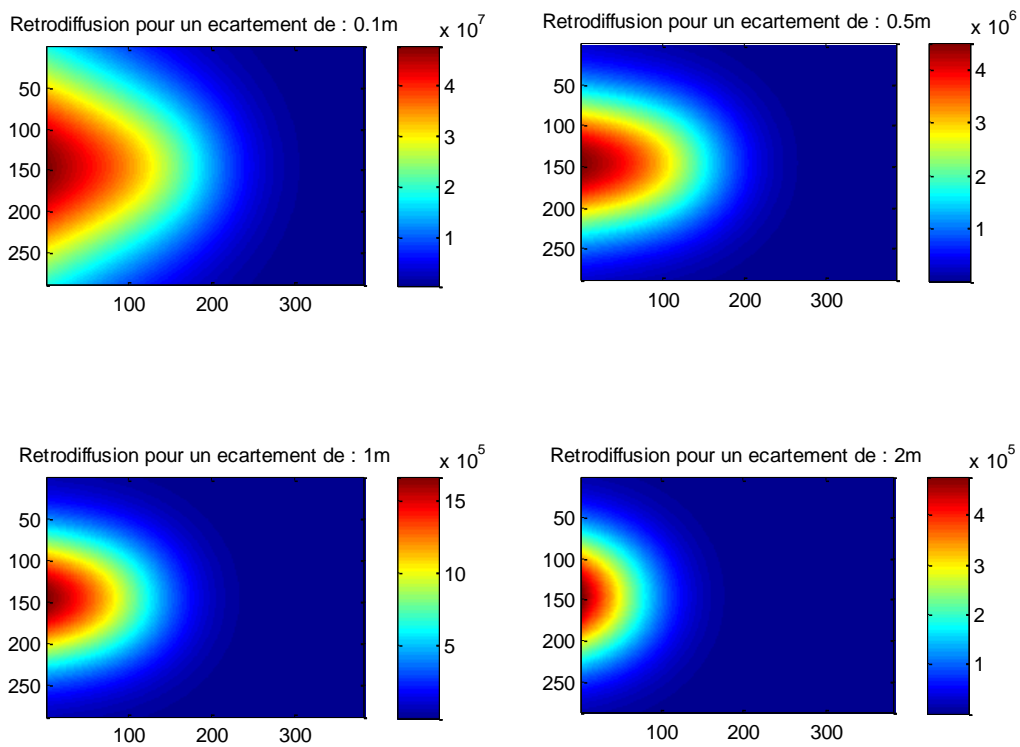 Retrodiffusion pour un ecartement de : 0.1m
x 10^7
50
100
150
200
250
100 200 300
4
3
2
1
Retrodiffusion pour un ecartement de : 0.5m
x 10^6
50
100
150
200
250
100 200 300
4
3
2
1
Retrodiffusion pour un ecartement de : 1m
x 10^5
50
100
150
200
250
100 200 300
15
10
5
Retrodiffusion pour un ecartement de : 2m
x 10^5
50
100
150
200
250
100 200 300
4
3
2
1